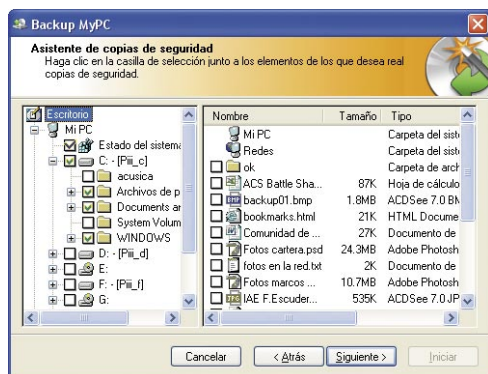 Backup MyPC
Asistente de copias de seguridad
Haga clic en la casilla de selección junto a los elementos de los que desea real
copias de seguridad.
Escritorio
Mi PC
Estado del sistema
C: - [Pii_c]
acusica
Archivos de p
Documents ar
System Volum
WINDOWS
D: - [Pii_d]
E:
F: - [Pii_f]
G:
Nombre Tamaño Tipo
Mi PC Carpeta del sist
Redes Carpeta del sist
ok Carpeta de arch
ACS Battle Sha... 87K Hoja de cálculo
backup01.bmp 1.8MB ACDSee 7.0 BM
bookmarks.html 21K HTML Docume
Comunidad de ... 27K Documento de
Fotos cartera.psd 24.3MB Adobe Photosh
fotos en la red.txt 2K Documento de
Fotos marcos ... 10.7MB Adobe Photosh
IAE F.Escuder... 535K ACDSee 7.0 JP
Cancelar < Atrás Siguiente > Iniciar